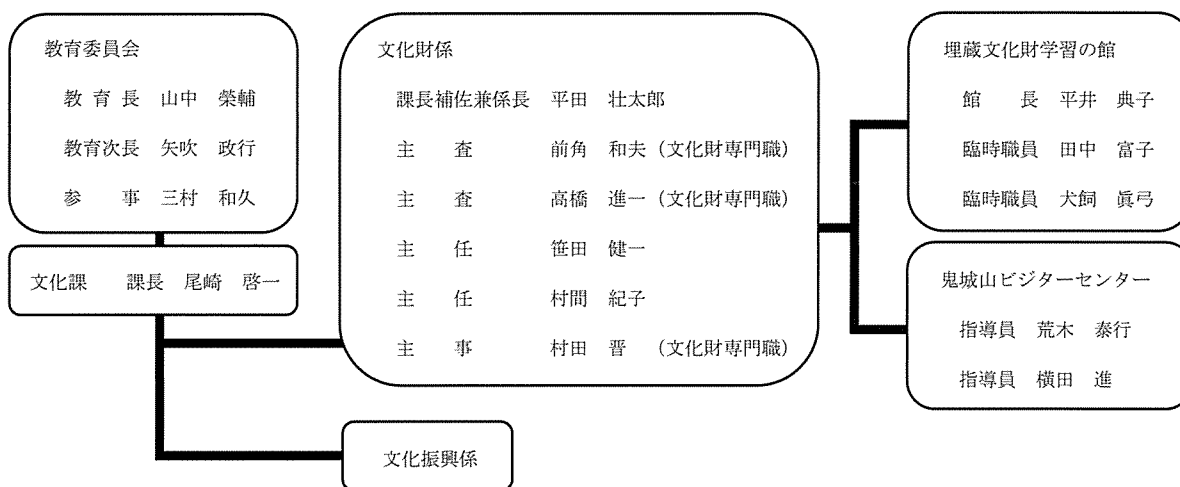 教育委員会
教育長 山中 榮輔
教育次長 矢吹 政行
参事 三村 和久
文化課 課長 尾崎 啓一
文化財係
課長補佐兼係長 平田 壮太郎
主査 前角 和夫 (文化財専門職)
主査 高橋 進一 (文化財専門職)
主任 笹田 健一
主任 村間 紀子
主事 村田 晋 (文化財専門職)
文化振興係
埋蔵文化財学習の館
館長 平井 典子
臨時職員 田中 富子
臨時職員 犬飼 眞弓
鬼城山ビジターセンター
指導員 荒木 泰行
指導員 横田 進